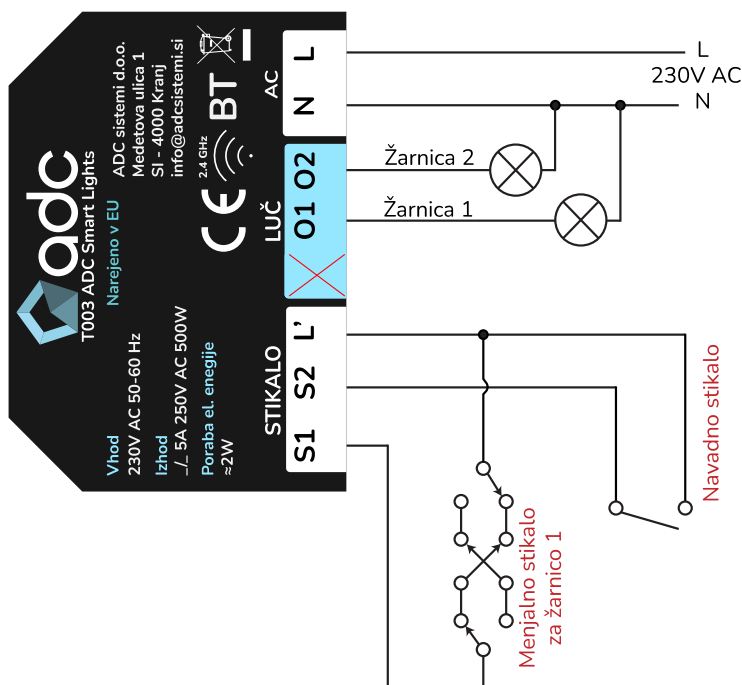 adc
T003 ADC Smart Lights
Narejeno v EU
ADC sistemi d.o.o.
Medetova ulica 1
SI - 4000 Kranj
info@adcsistemi.si
2.4 GHz
CE
BT
Vhod
230V AC 50-60 Hz
Izhod
_/_ 5A 250V AC 500W
Poraba el. enegije
≈2W
AC
L
N
LUČ
O2
O1
STIKALO
L'
S2
S1
L
230V AC
N
Žarnica 2
Žarnica 1
Navadno stikalo
Menjalno stikalo
za žarnico 1